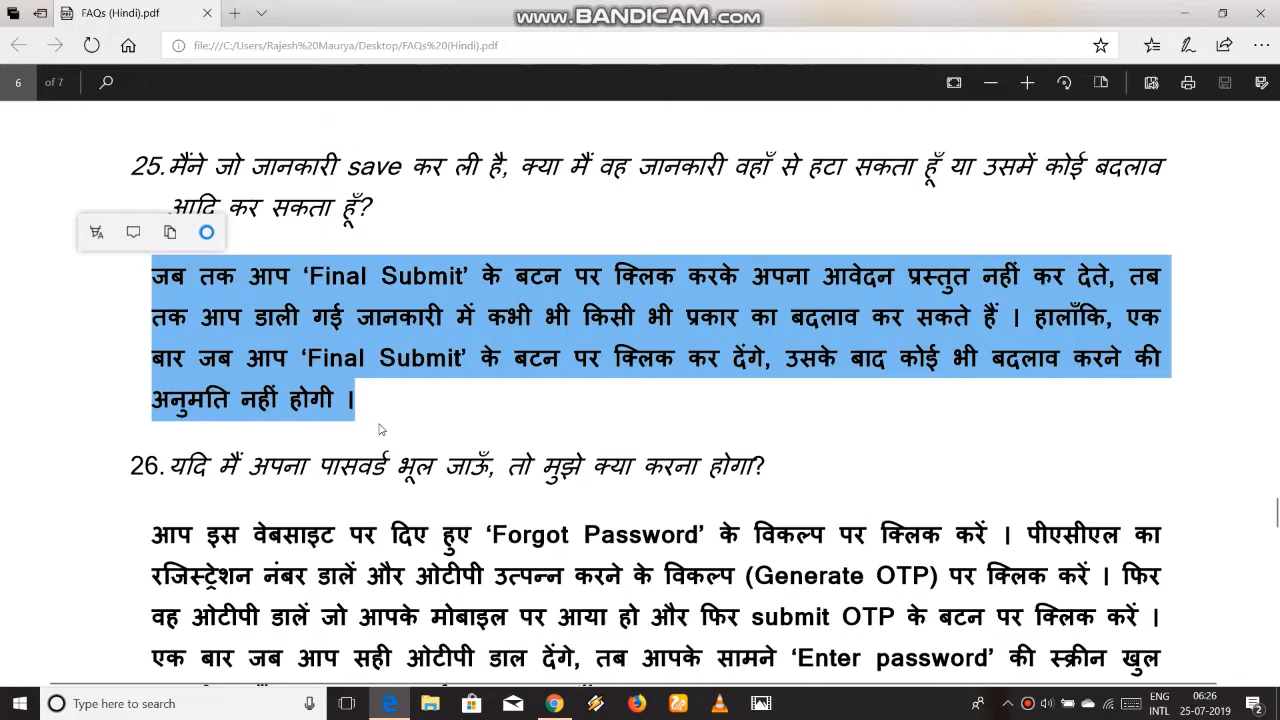 www.BANDICAM.com
FAQs (Hindi).pdf
file:///C:/Users/Rajesh%20Maurya/Desktop/FAQs%20(Hindi).pdf
6 of 7
25. मैंने जो जानकारी save कर ली है, क्या मैं वह जानकारी वहाँ से हटा सकता हूँ या उसमें कोई बदलाव
आदि कर सकता हूँ?
जब तक आप ‘Final Submit’ के बटन पर क्लिक करके अपना आवेदन प्रस्तुत नहीं कर देते, तब
तक आप डाली गई जानकारी में कभी भी किसी भी प्रकार का बदलाव कर सकते हैं । हालाँकि, एक
बार जब आप ‘Final Submit’ के बटन पर क्लिक कर देंगे, उसके बाद कोई भी बदलाव करने की
अनुमति नहीं होगी ।
26. यदि मैं अपना पासवर्ड भूल जाऊँ, तो मुझे क्या करना होगा?
आप इस वेबसाइट पर दिए हुए ‘Forgot Password’ के विकल्प पर क्लिक करें । पीएसीएल का
रजिस्ट्रेशन नंबर डालें और ओटीपी उत्पन्न करने के विकल्प (Generate OTP) पर क्लिक करें । फिर
वह ओटीपी डालें जो आपके मोबाइल पर आया हो और फिर submit OTP के बटन पर क्लिक करें ।
एक बार जब आप सही ओटीपी डाल देंगे, तब आपके सामने ‘Enter password’ की स्क्रीन खुल
Type here to search
ENG 06:26
INTL 25-07-2019
2